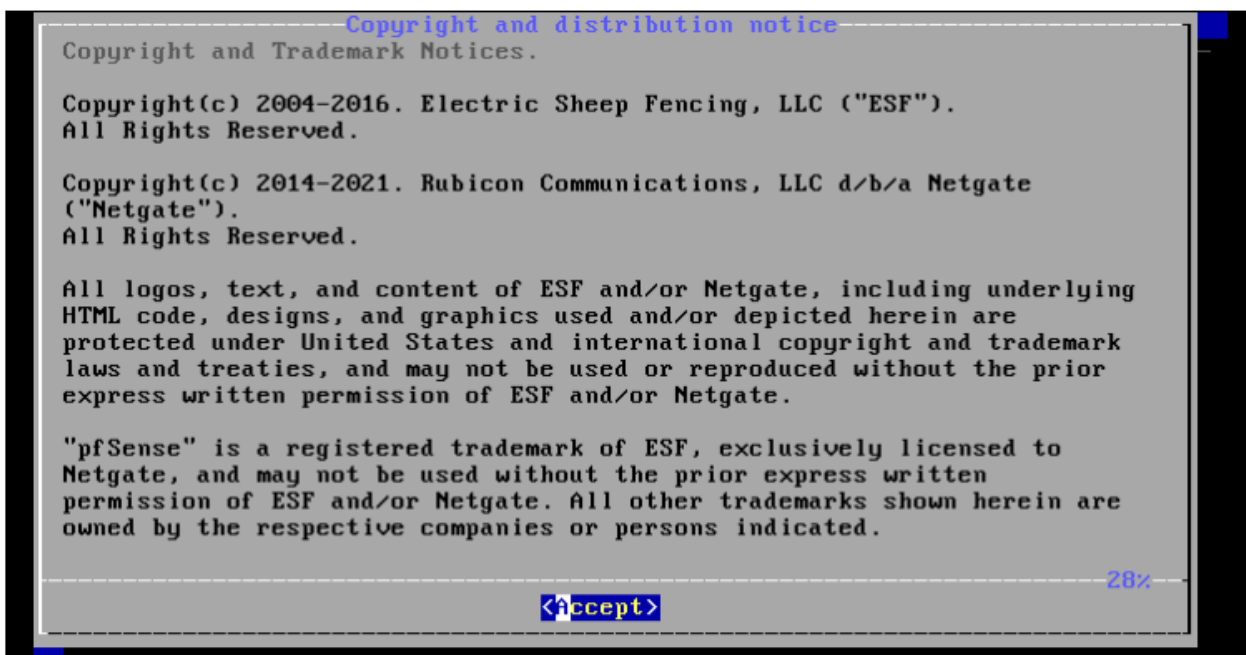 Copyright and distribution notice
Copyright and Trademark Notices.
Copyright(c) 2004-2016. Electric Sheep Fencing, LLC ("ESF").
All Rights Reserved.
Copyright(c) 2014-2021. Rubicon Communications, LLC d/b/a Netgate
("Netgate").
All Rights Reserved.
All logos, text, and content of ESF and/or Netgate, including underlying
HTML code, designs, and graphics used and/or depicted herein are
protected under United States and international copyright and trademark
laws and treaties, and may not be used or reproduced without the prior
express written permission of ESF and/or Netgate.
"pfSense" is a registered trademark of ESF, exclusively licensed to
Netgate, and may not be used without the prior express written
permission of ESF and/or Netgate. All other trademarks shown herein are
owned by the respective companies or persons indicated.
28%
<Accept>